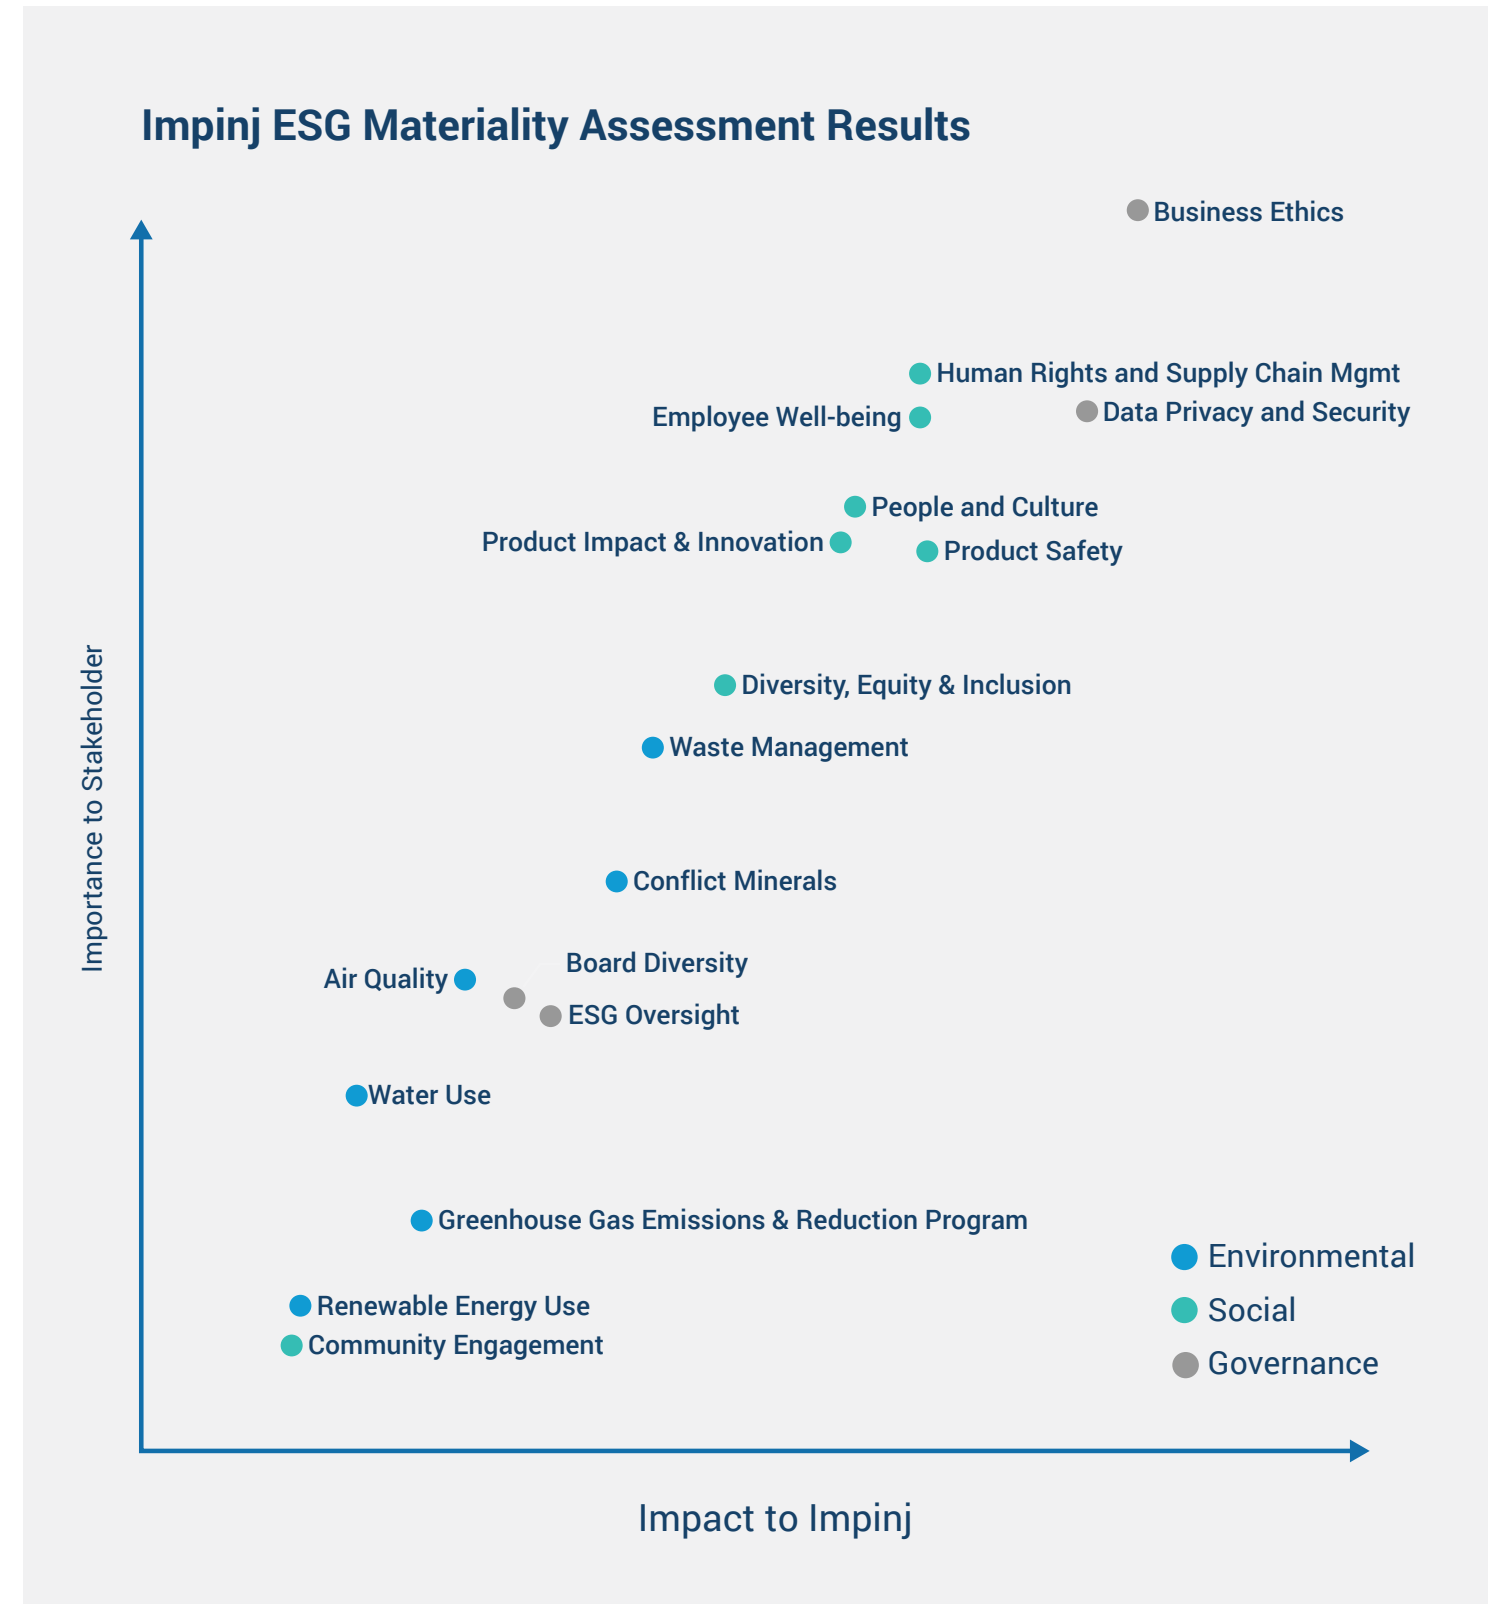 Impinj ESG Materiality Assessment Results
Business Ethics
Human Rights and Supply Chain Mgmt
Data Privacy and Security
Employee Well-being
People and Culture
Product Impact & Innovation
Product Safety
Diversity, Equity & Inclusion
Waste Management
Importance to Stakeholder
Conflict Minerals
Board Diversity
Air Quality
ESG Oversight
Water Use
Greenhouse Gas Emissions & Reduction Program
Renewable Energy Use
Community Engagement
Environmental
Social
Governance
Impact to Impinj